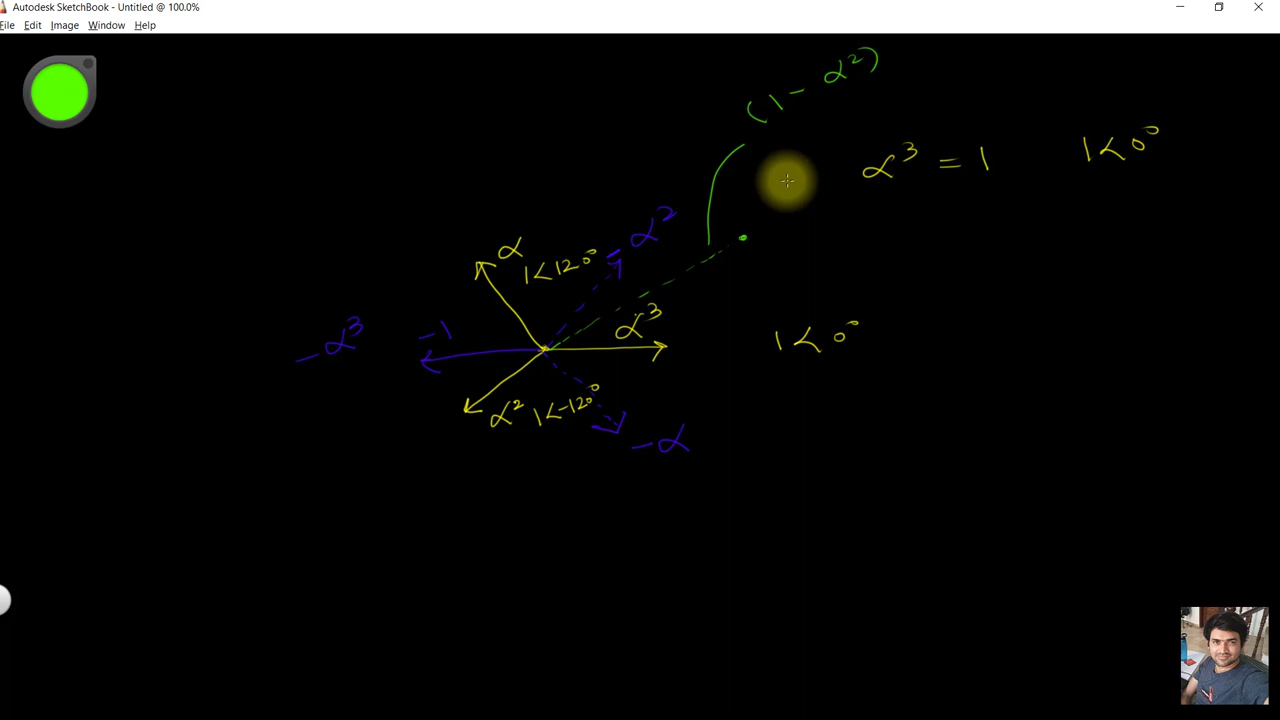 Autodesk SketchBook - Untitled @ 100.0%
File Edit Image Window Help
(1 - α²)
α³ = 1 1<0°
-α²
α
1<120°
α³
-α³
-1
1<0°
α² 1<-120°
-α